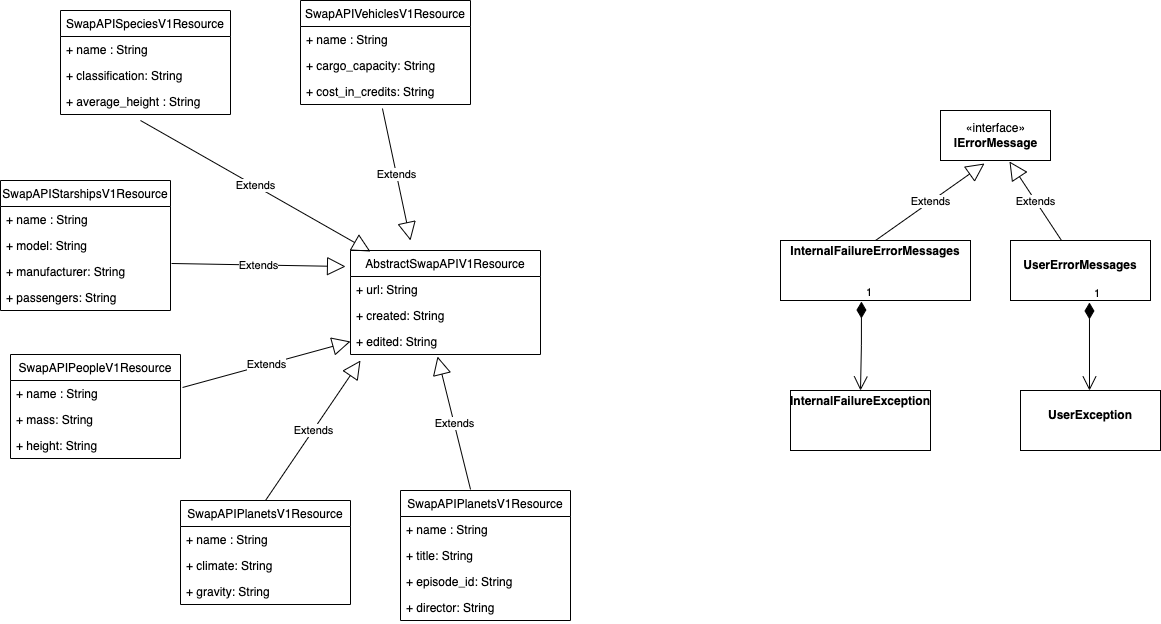 SwapAPISpeciesV1Resource
+ name : String
+ classification: String
+ average_height : String
SwapAPIVehiclesV1Resource
+ name : String
+ cargo_capacity: String
+ cost_in_credits: String
Extends
Extends
SwapAPIStarshipsV1Resource
+ name : String
+ model: String
+ manufacturer: String
+ passengers: String
Extends
AbstractSwapAPIV1Resource
+ url: String
+ created: String
+ edited: String
SwapAPIPeopleV1Resource
+ name : String
+ mass: String
+ height: String
Extends
Extends
Extends
SwapAPIPlanetsV1Resource
+ name : String
+ climate: String
+ gravity: String
SwapAPIPlanetsV1Resource
+ name : String
+ title: String
+ episode_id: String
+ director: String
«interface»
IErrorMessage
Extends
Extends
InternalFailureErrorMessages
1
UserErrorMessages
1
InternalFailureException
UserException